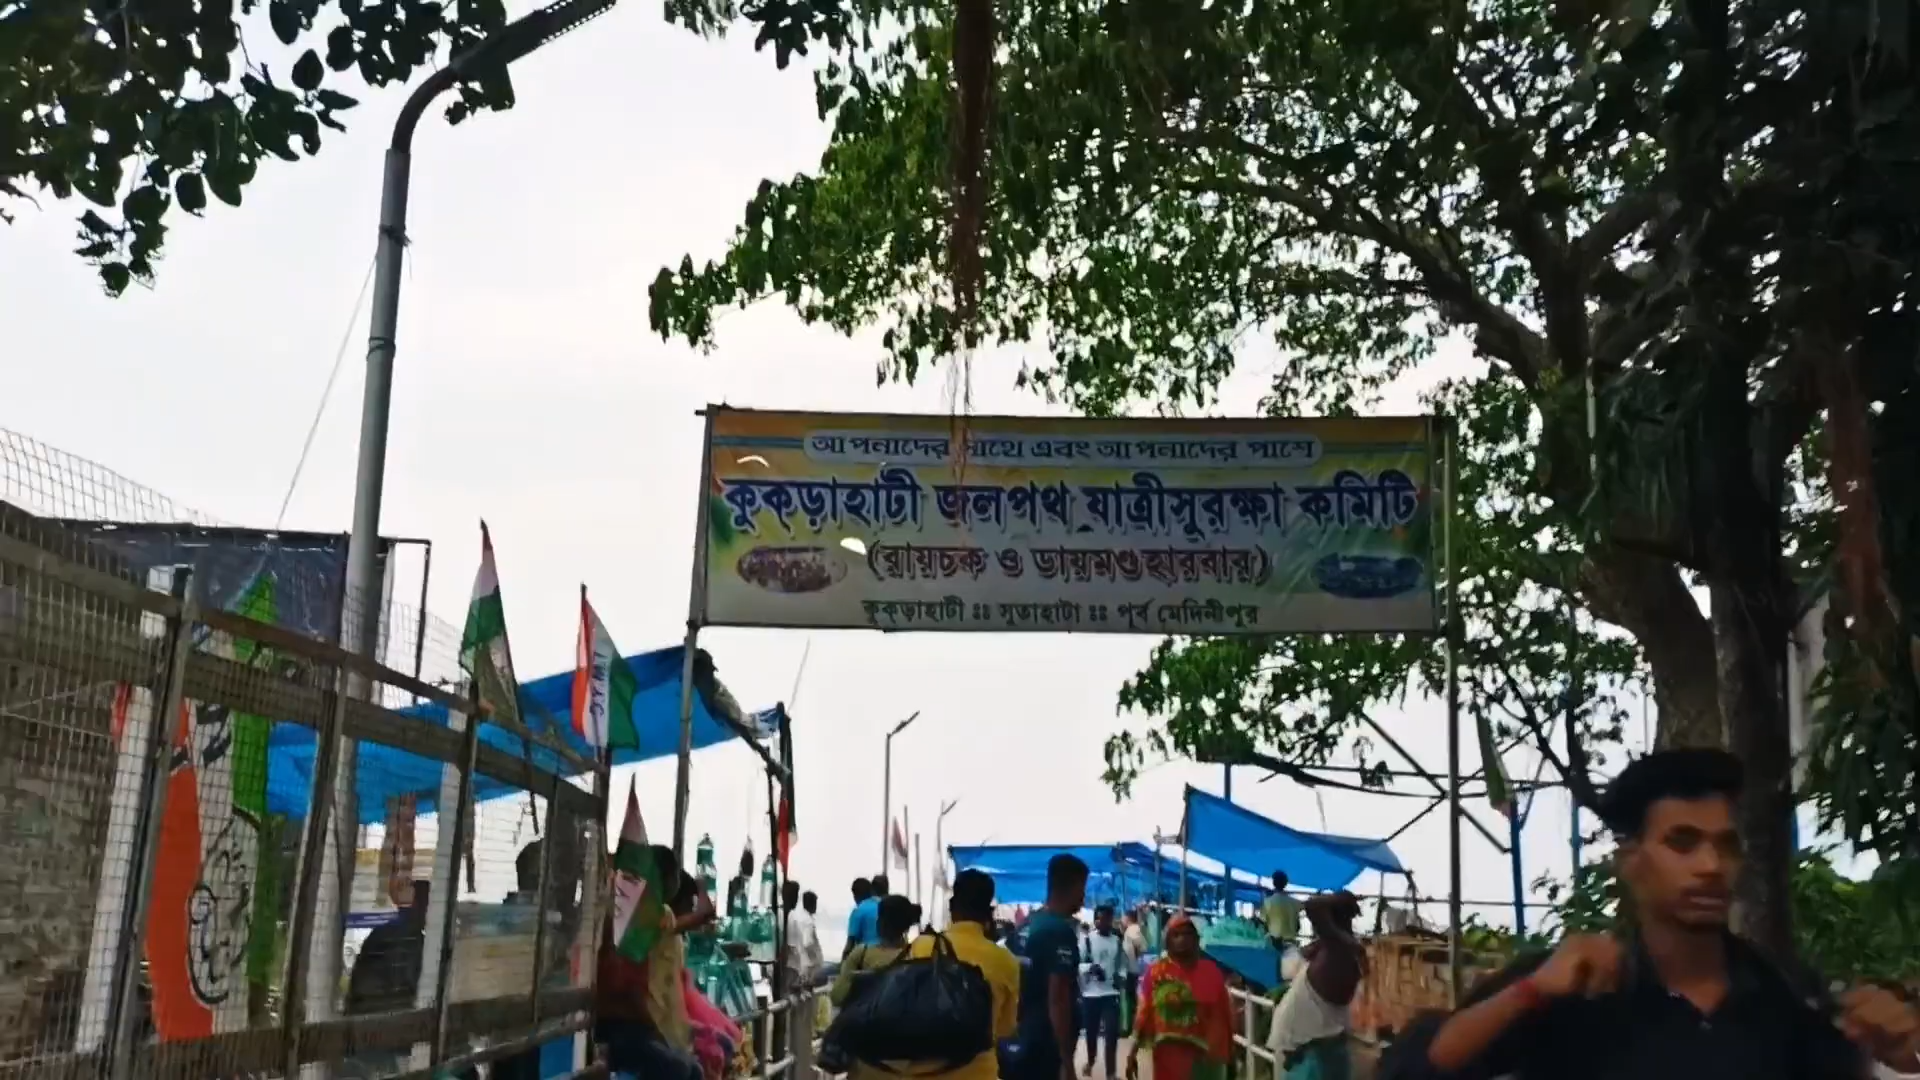 আপনাদের সাথে এবং আপনাদের পাশে
কুকড়াহাটী জলপথ যাত্রীসুরক্ষা কমিটি
(রায়চক ও ডায়মণ্ডহারবার)
কুকড়াহাটী ঃঃ সুতাহাটা ঃঃ পূর্ব মেদিনীপুর